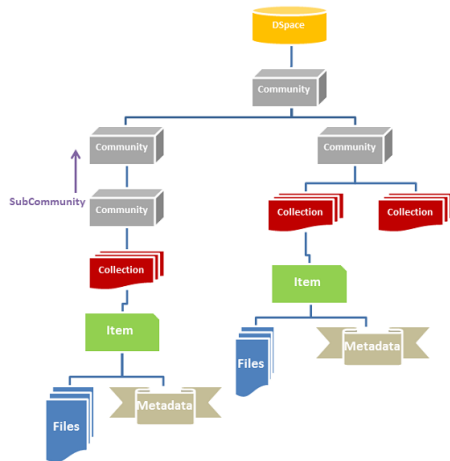 DSpace
Community
Community
Community
SubCommunity
Community
Collection
Collection
Collection
Item
Item
Files
Metadata
Files
Metadata